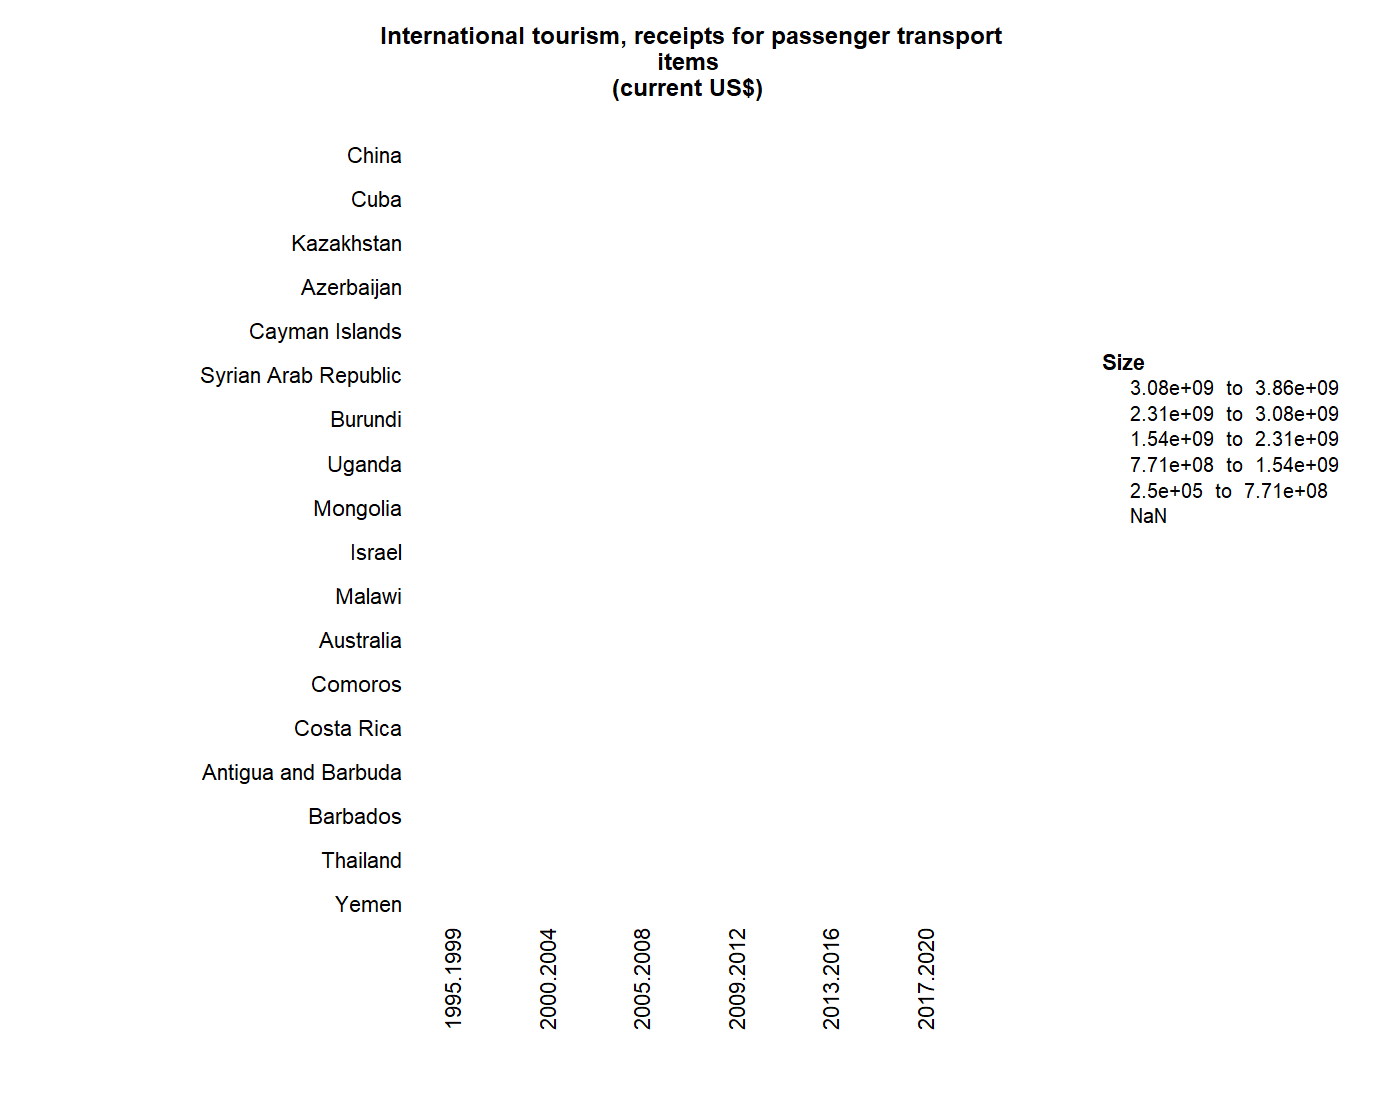 International tourism, receipts for passenger transport
items
(current US$)
China
Cuba
Kazakhstan
Azerbaijan
Cayman Islands
Syrian Arab Republic
Burundi
Uganda
Mongolia
Israel
Malawi
Australia
Comoros
Costa Rica
Antigua and Barbuda
Barbados
Thailand
Yemen
1995.1999
2000.2004
2005.2008
2009.2012
2013.2016
2017.2020
Size
3.08e+09 to 3.86e+09
2.31e+09 to 3.08e+09
1.54e+09 to 2.31e+09
7.71e+08 to 1.54e+09
2.5e+05 to 7.71e+08
NaN